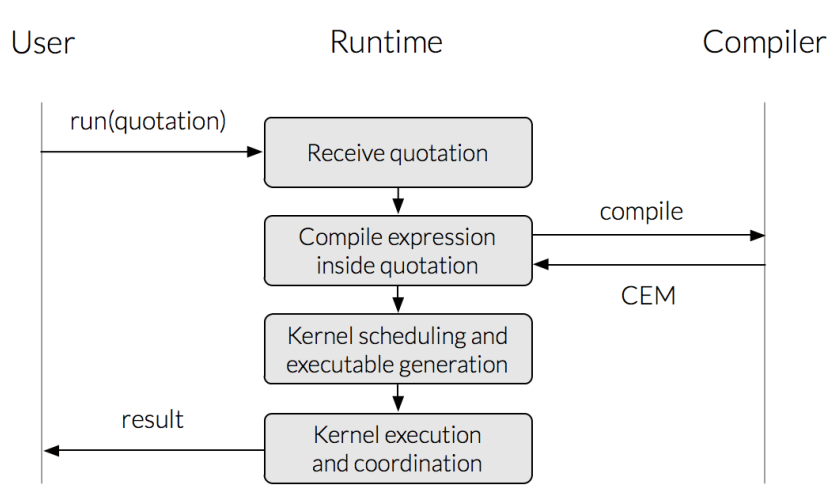 User
Runtime
Compiler
run(quotation)
Receive quotation
compile
Compile expression
inside quotation
CEM
Kernel scheduling and
executable generation
result
Kernel execution
and coordination